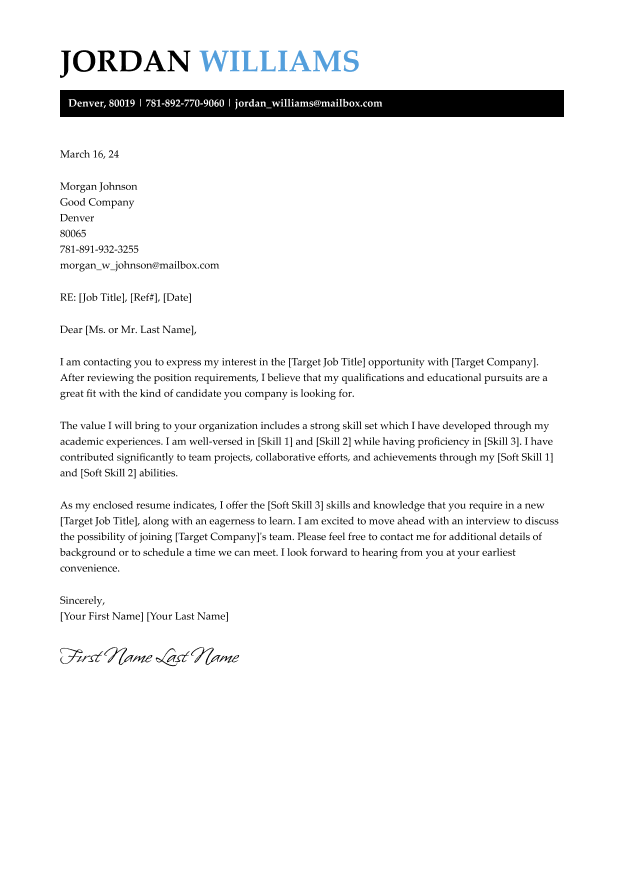 JORDAN WILLIAMS
Denver, 80019 | 781-892-770-9060 | jordan_williams@mailbox.com
March 16, 24
Morgan Johnson
Good Company
Denver
80065
781-891-932-3255
morgan_w_johnson@mailbox.com
RE: [Job Title], [Ref#], [Date]
Dear [Ms. or Mr. Last Name],
I am contacting you to express my interest in the [Target Job Title] opportunity with [Target Company].
After reviewing the position requirements, I believe that my qualifications and educational pursuits are a
great fit with the kind of candidate you company is looking for.
The value I will bring to your organization includes a strong skill set which I have developed through my
academic experiences. I am well-versed in [Skill 1] and [Skill 2] while having proficiency in [Skill 3]. I have
contributed significantly to team projects, collaborative efforts, and achievements through my [Soft Skill 1]
and [Soft Skill 2] abilities.
As my enclosed resume indicates, I offer the [Soft Skill 3] skills and knowledge that you require in a new
[Target Job Title], along with an eagerness to learn. I am excited to move ahead with an interview to discuss
the possibility of joining [Target Company]'s team. Please feel free to contact me for additional details of
background or to schedule a time we can meet. I look forward to hearing from you at your earliest
convenience.
Sincerely,
[Your First Name] [Your Last Name]
First Name Last Name